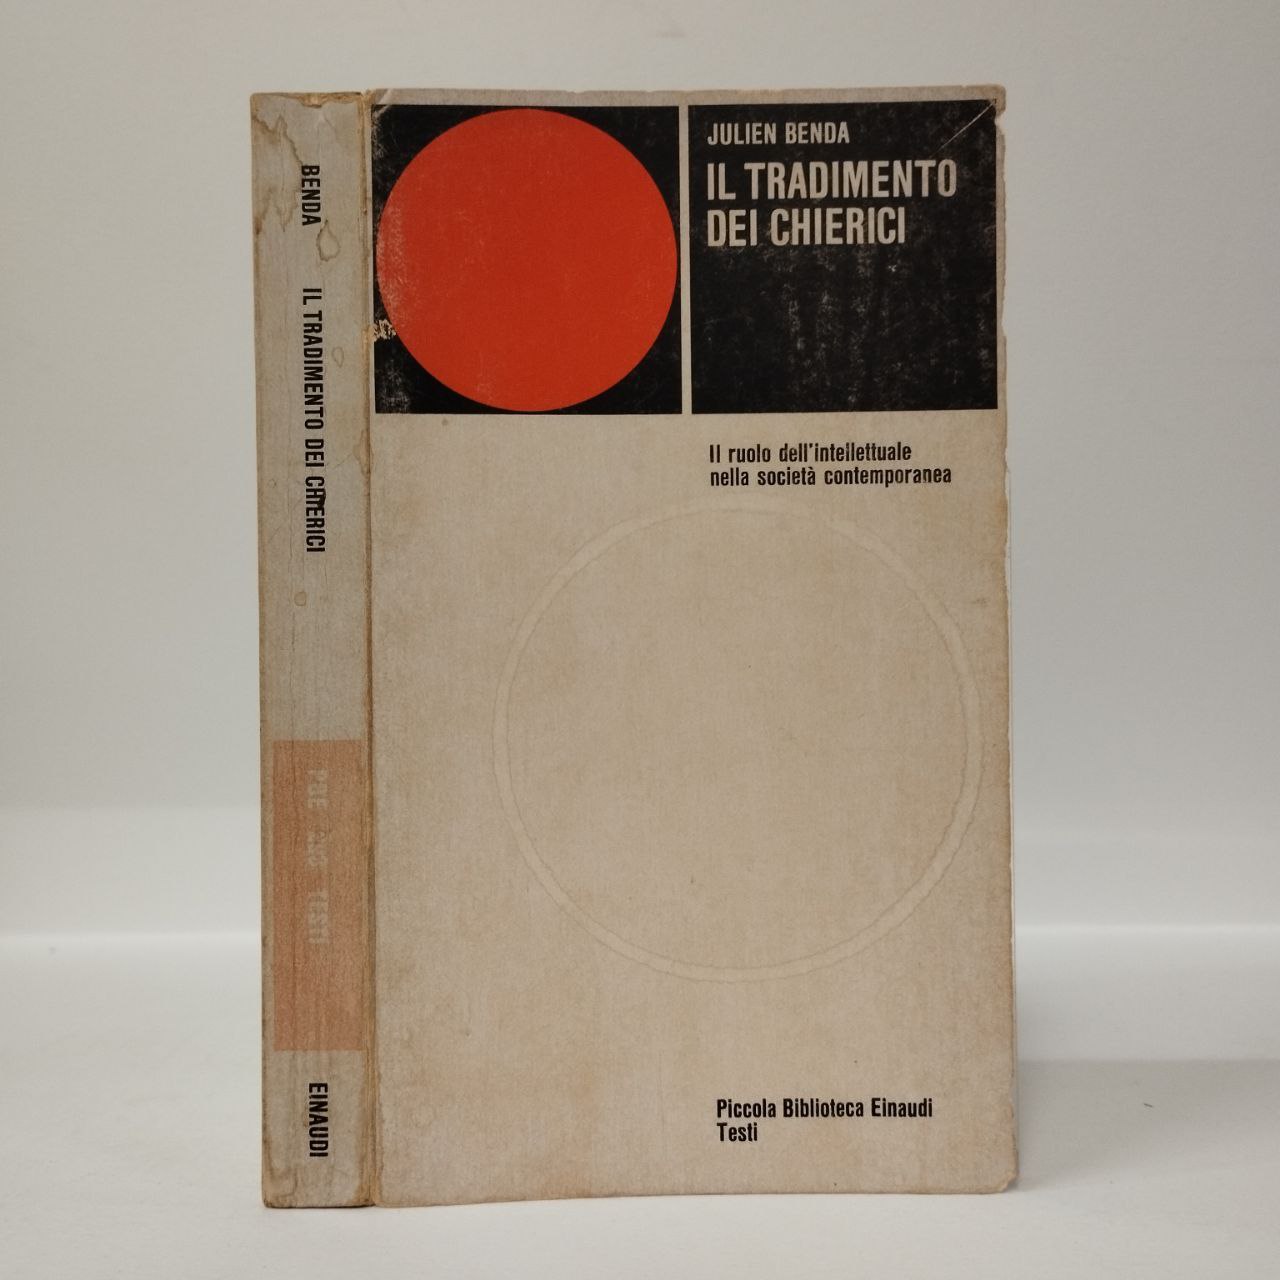 BENDA
IL TRADIMENTO DEI CHIERICI
TESTI
EINAUDI
JULIEN BENDA
IL TRADIMENTO
DEI CHIERICI
Il ruolo dell'intellettuale
nella società contemporanea
Piccola Biblioteca Einaudi
Testi